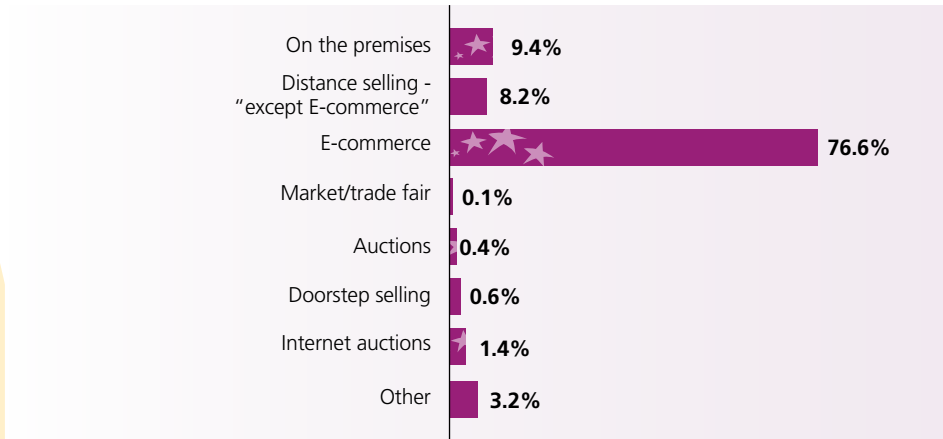 On the premises 9.4%
Distance selling -
“except E-commerce” 8.2%
E-commerce 76.6%
Market/trade fair 0.1%
Auctions 0.4%
Doorstep selling 0.6%
Internet auctions 1.4%
Other 3.2%